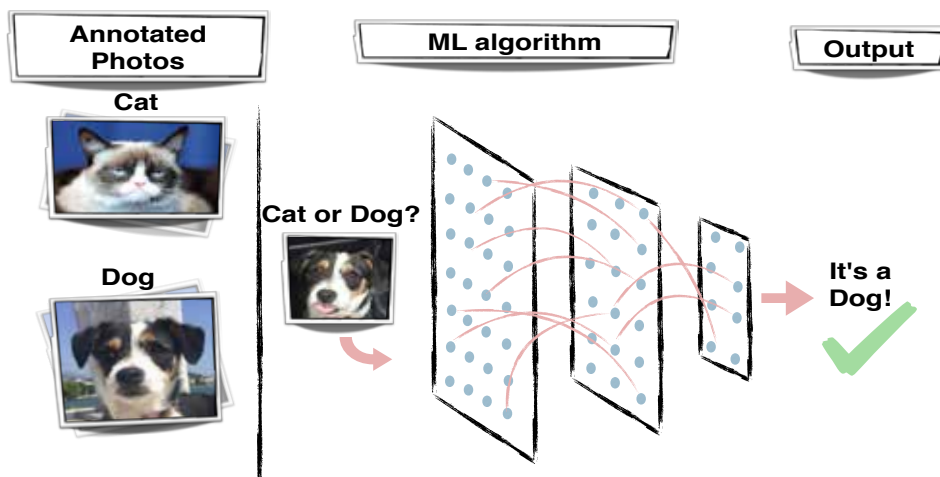 Annotated
Photos
ML algorithm
Output
Cat
Cat or Dog?
Dog
It's a
Dog!